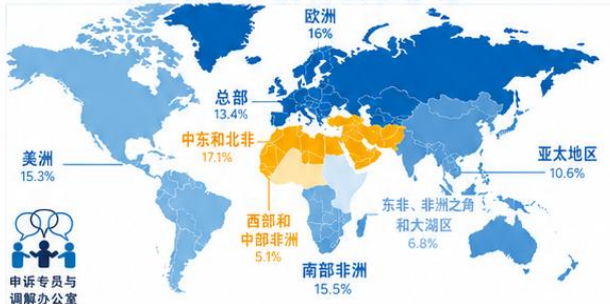 欧洲
16%
总部
13.4%
中东和北非
17.1%
美洲
15.3%
亚太地区
10.6%
东非、非洲之角
和大湖区
6.8%
西部和
中部非洲
5.1%
南部非洲
15.5%
申诉专员与
调解办公室